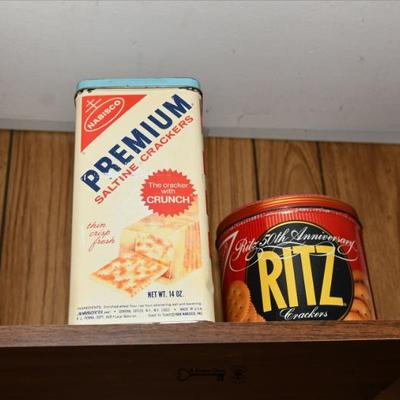 NABISCO
PREMIUM
SALTINE CRACKERS
The cracker
with
CRUNCH
thin
crisp
fresh
NET WT. 14 OZ.
Ritz 50th Anniversary
RITZ
Crackers